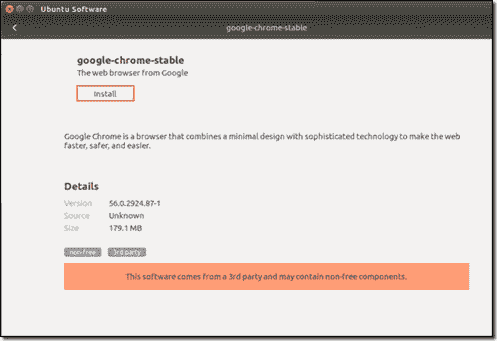 Ubuntu Software
google-chrome-stable
google-chrome-stable
The web browser from Google
Install
Google Chrome is a browser that combines a minimal design with sophisticated technology to make the web
faster, safer, and easier.
Details
Version 56.0.2924.87-1
Source Unknown
Size 179.1 MB
non-free 3rd party
This software comes from a 3rd party and may contain non-free components.